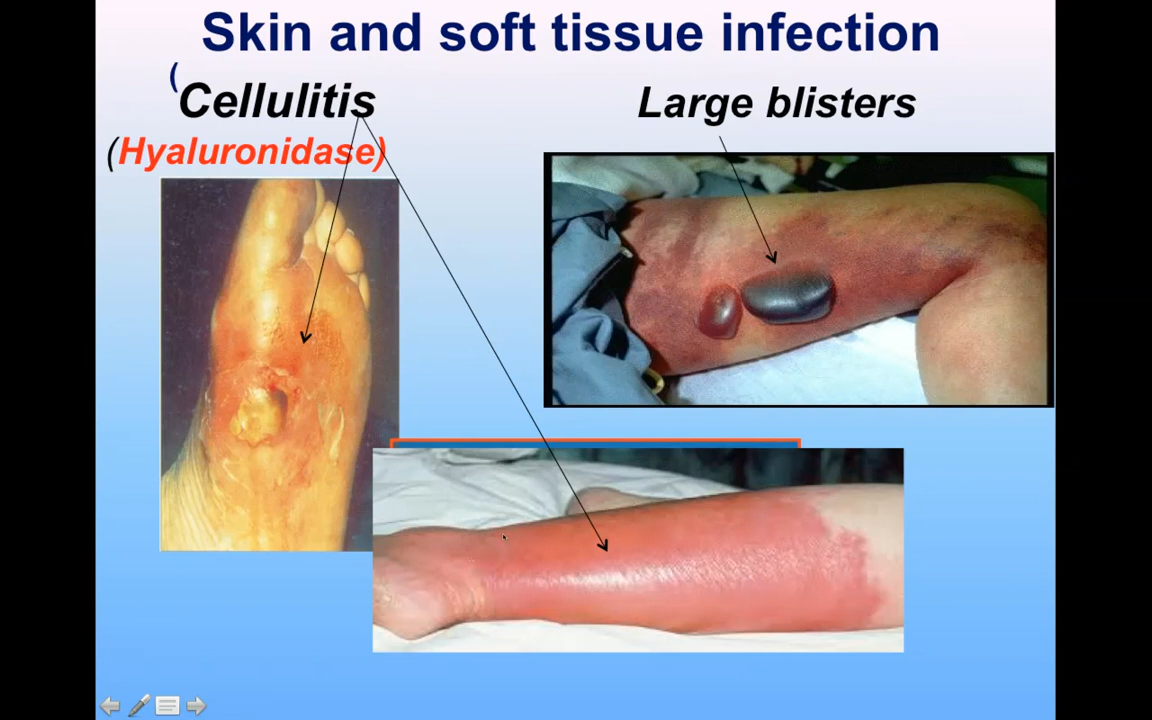 Skin and soft tissue infection
(
Cellulitis
(Hyaluronidase)
Large blisters